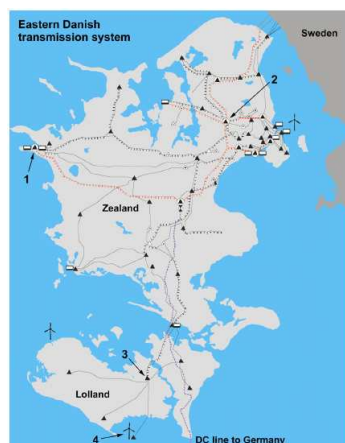 Eastern Danish
transmission system
Sweden
2
1
Zealand
3
Lolland
4
DC line to Germany